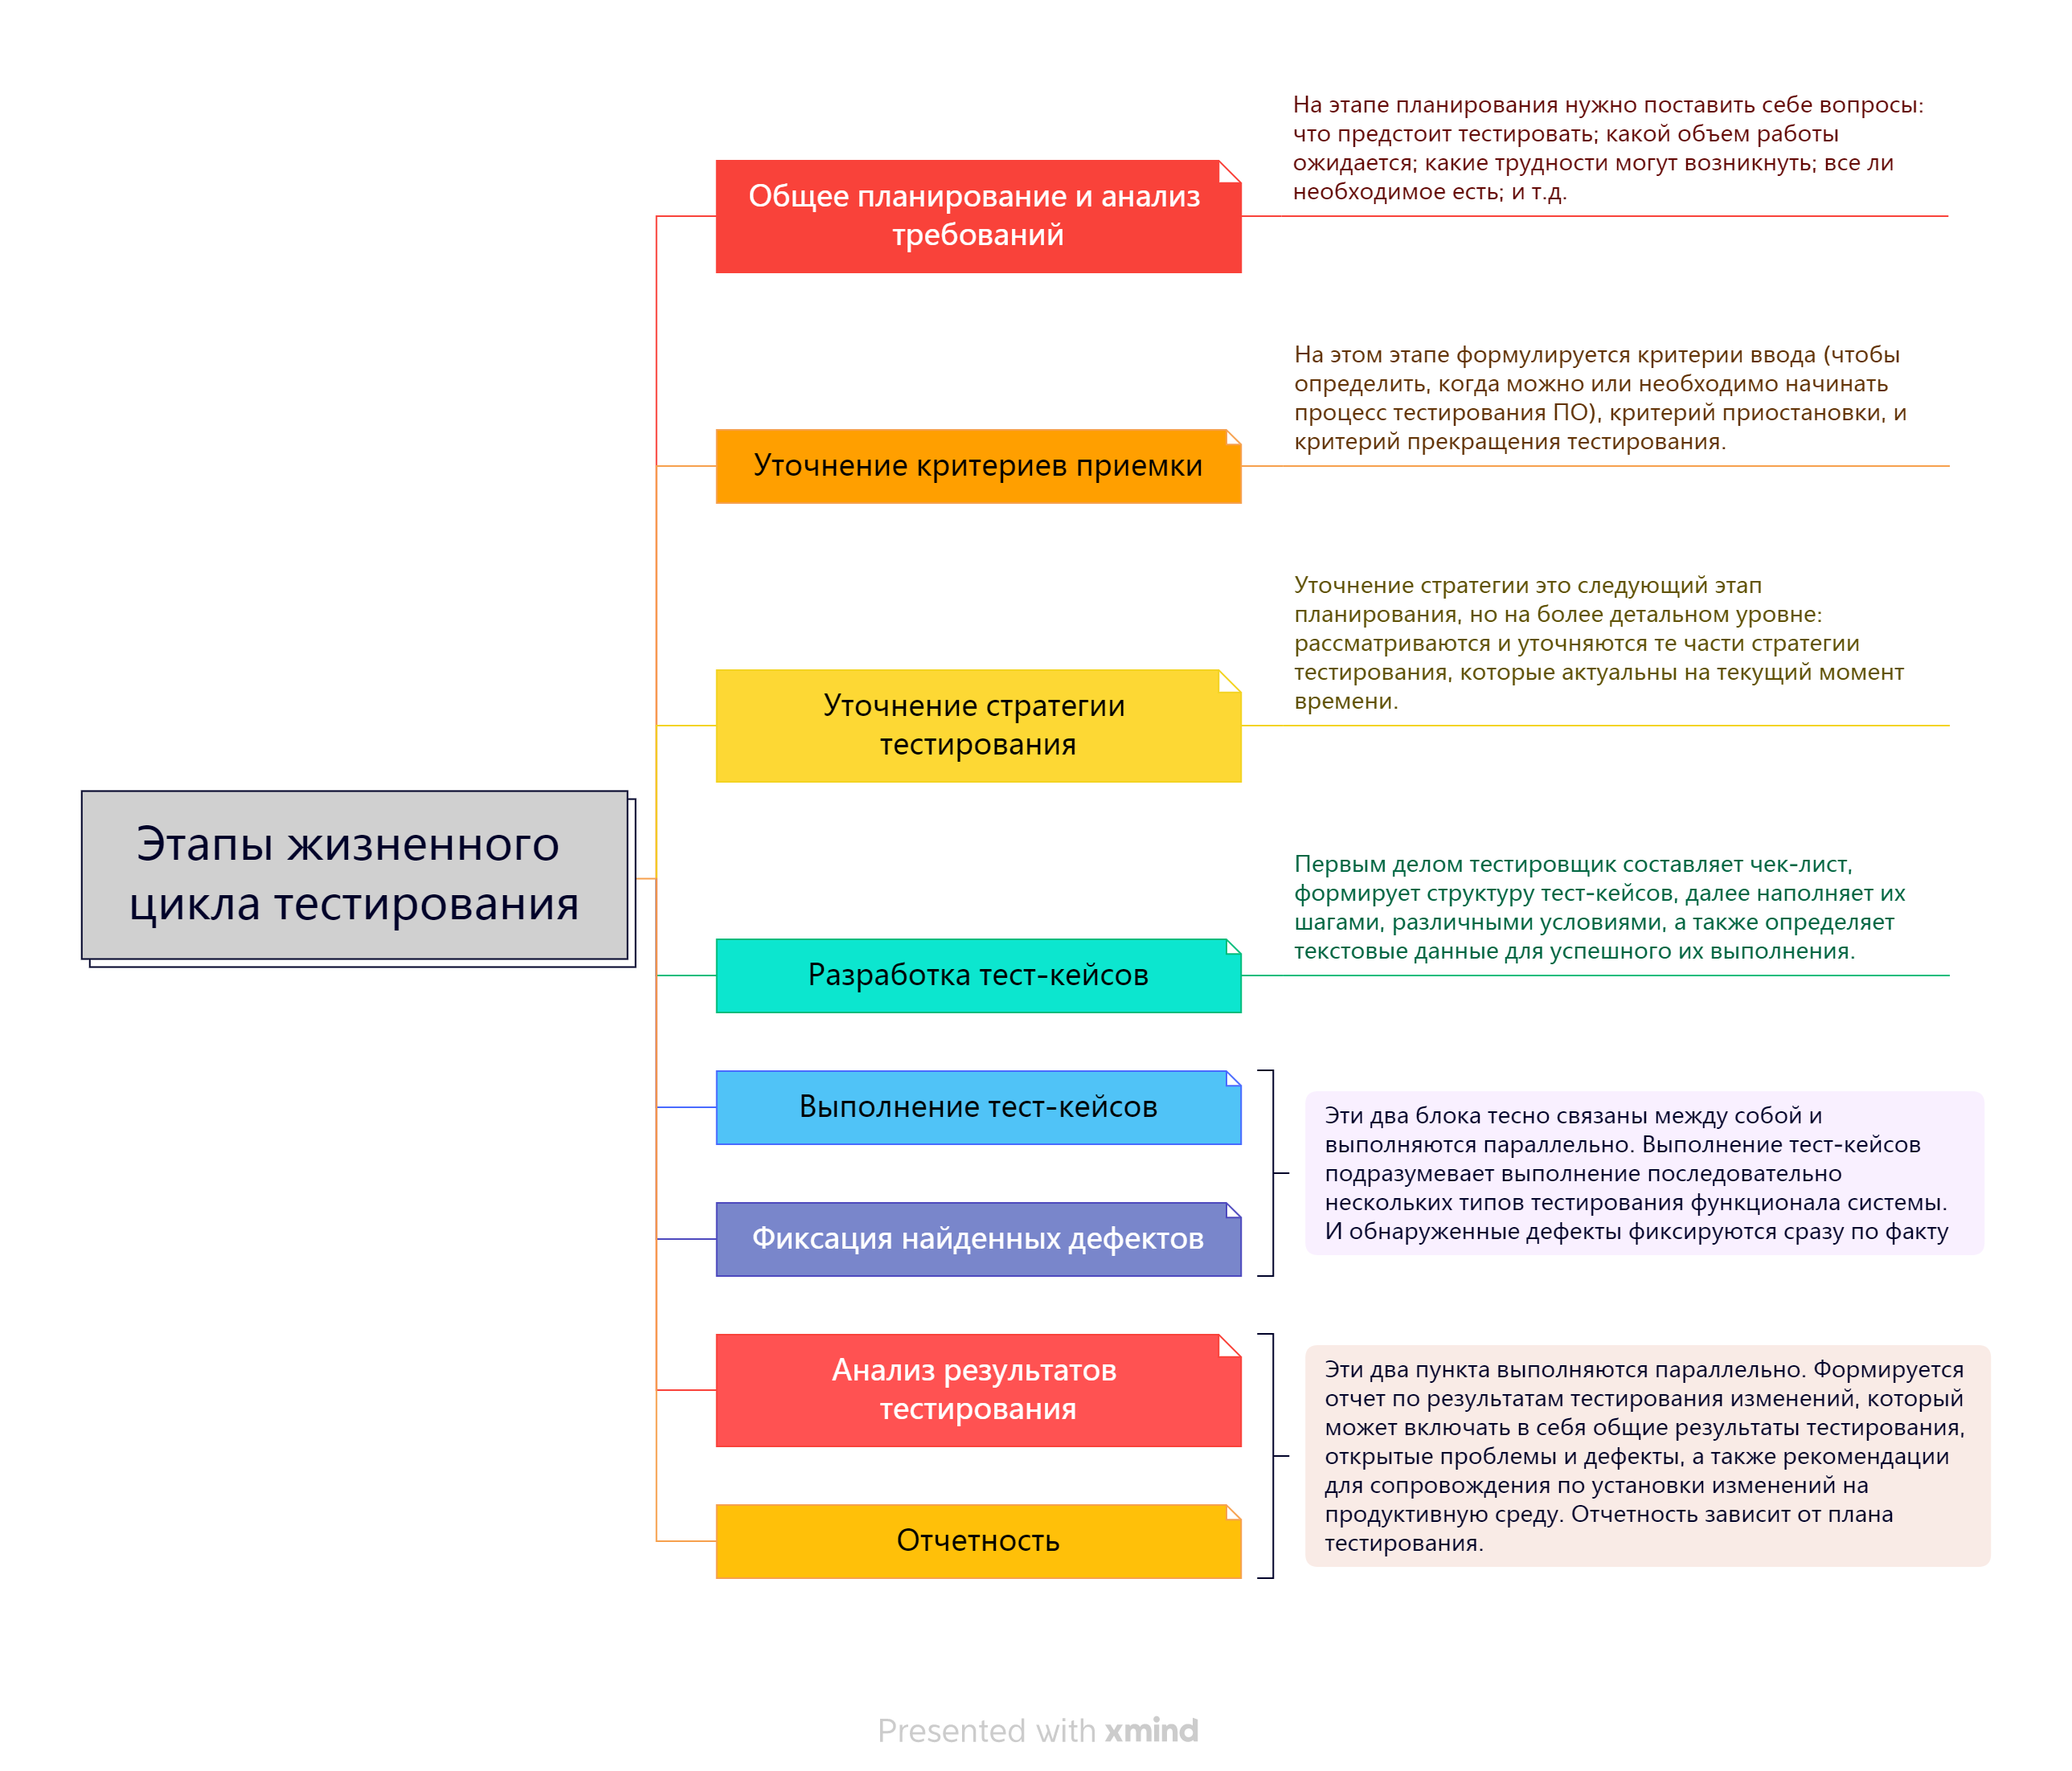 На этапе планирования нужно поставить себе вопросы:
что предстоит тестировать; какой объем работы
ожидается; какие трудности могут возникнуть; все ли
необходимое есть; и т.д.
Общее планирование и анализ
требований
На этом этапе формулируется критерии ввода (чтобы
определить, когда можно или необходимо начинать
процесс тестирования ПО), критерий приостановки, и
критерий прекращения тестирования.
Уточнение критериев приемки
Уточнение стратегии это следующий этап
планирования, но на более детальном уровне:
рассматриваются и уточняются те части стратегии
тестирования, которые актуальны на текущий момент
времени.
Уточнение стратегии
тестирования
Этапы жизненного
цикла тестирования
Первым делом тестировщик составляет чек-лист,
формирует структуру тест-кейсов, далее наполняет их
шагами, различными условиями, а также определяет
текстовые данные для успешного их выполнения.
Разработка тест-кейсов
Выполнение тест-кейсов
Фиксация найденных дефектов
Эти два блока тесно связаны между собой и
выполняются параллельно. Выполнение тест-кейсов
подразумевает выполнение последовательно
нескольких типов тестирования функционала системы.
И обнаруженные дефекты фиксируются сразу по факту
Анализ результатов
тестирования
Отчетность
Эти два пункта выполняются параллельно. Формируется
отчет по результатам тестирования изменений, который
может включать в себя общие результаты тестирования,
открытые проблемы и дефекты, а также рекомендации
для сопровождения по установки изменений на
продуктивную среду. Отчетность зависит от плана
тестирования.
Presented with xmind